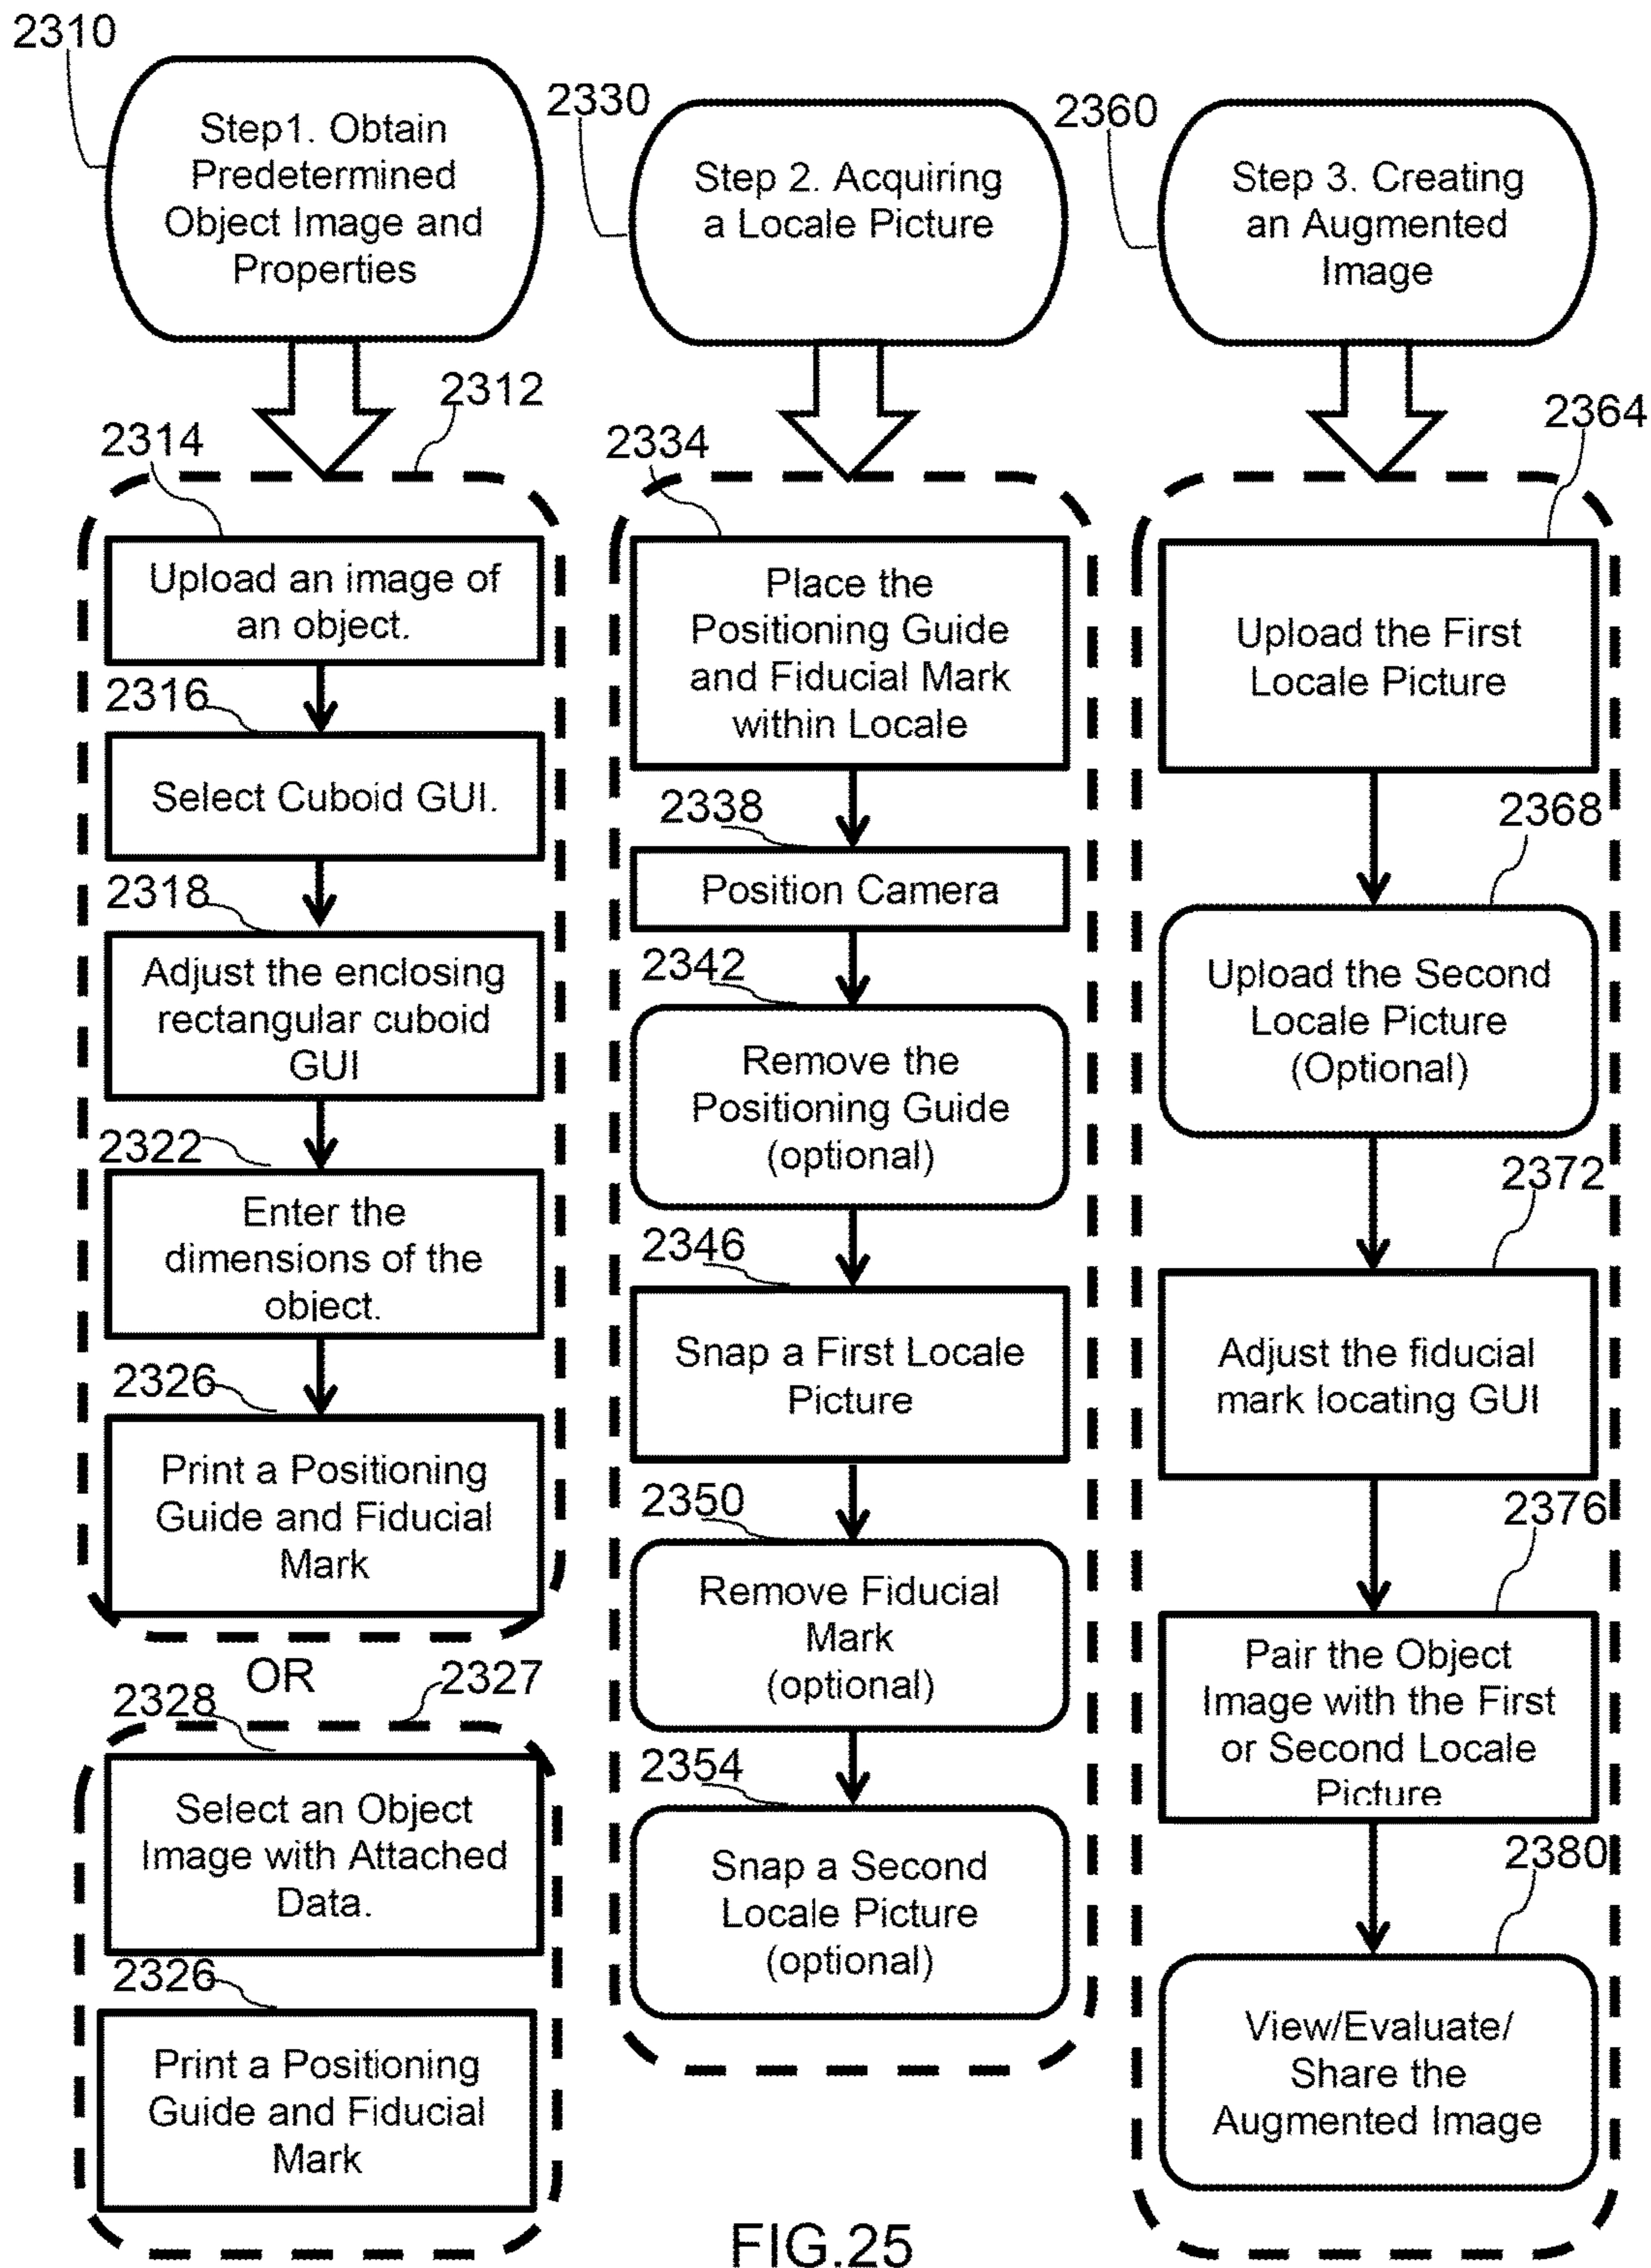 2310
Step1. Obtain
Predetermined
Object Image and
Properties
2312
2314
Upload an image of
an object.
2316
Select Cuboid GUI.
2318
Adjust the enclosing
rectangular cuboid
GUI
2322
Enter the
dimensions of the
object.
2326
Print a Positioning
Guide and Fiducial
Mark
OR
2327
2328
Select an Object
Image with Attached
Data.
2326
Print a Positioning
Guide and Fiducial
Mark
2330
Step 2. Acquiring
a Locale Picture
2334
Place the
Positioning Guide
and Fiducial Mark
within Locale
2338
Position Camera
2342
Remove the
Positioning Guide
(optional)
2346
Snap a First Locale
Picture
2350
Remove Fiducial
Mark
(optional)
2354
Snap a Second
Locale Picture
(optional)
2360
Step 3. Creating
an Augmented
Image
2364
Upload the First
Locale Picture
2368
Upload the Second
Locale Picture
(Optional)
2372
Adjust the fiducial
mark locating GUI
2376
Pair the Object
Image with the First
or Second Locale
Picture
2380
View/Evaluate/
Share the
Augmented Image
FIG.25